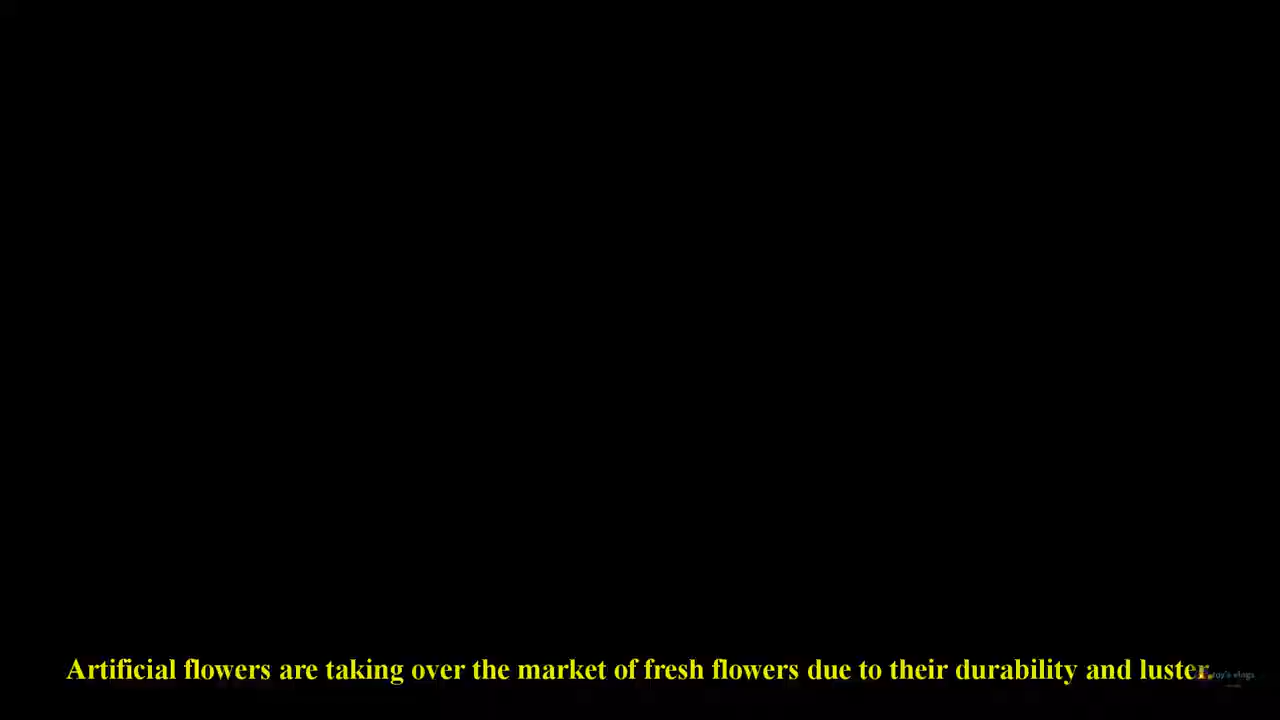 Artificial flowers are taking over the market of fresh flowers due to their durability and luster.